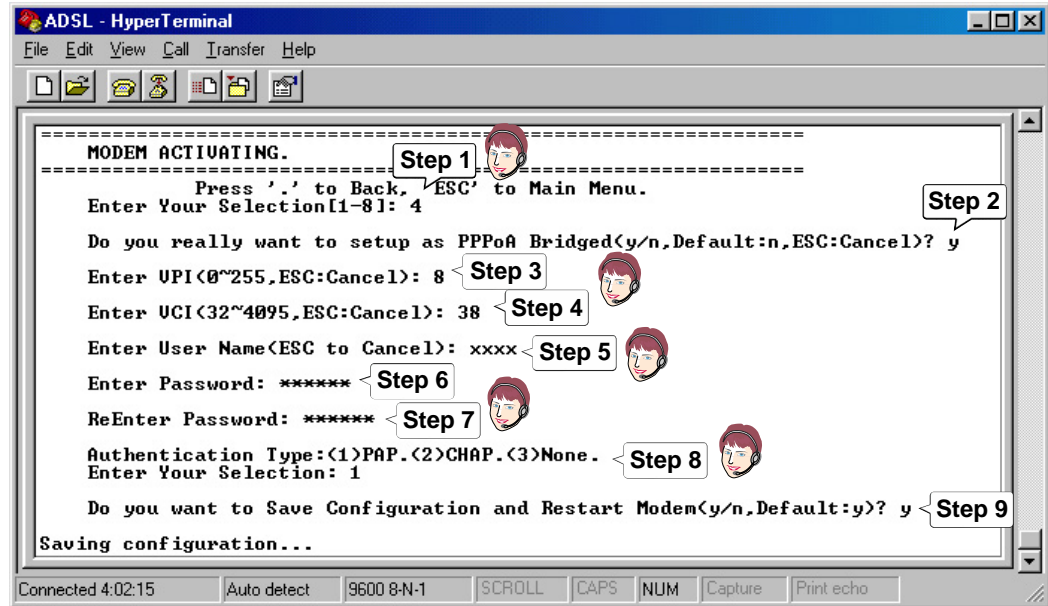 ADSL - HyperTerminal
File Edit View Call Transfer Help
================================================================
MODEM ACTIVATING.
Step 1
================================================================
Press '.' to Back, 'ESC' to Main Menu.
Enter Your Selection[1-8]: 4
Step 2
Do you really want to setup as PPPoA Bridged(y/n,Default:n,ESC:Cancel)? y
Enter VPI(0~255,ESC:Cancel): 8 Step 3
Enter VCI(32~4095,ESC:Cancel): 38 Step 4
Enter User Name(ESC to Cancel): xxxx Step 5
Enter Password: ****** Step 6
ReEnter Password: ****** Step 7
Authentication Type:(1)PAP.(2)CHAP.(3)None. Step 8
Enter Your Selection: 1
Do you want to Save Configuration and Restart Modem(y/n,Default:y)? y Step 9
Saving configuration...
Connected 4:02:15 Auto detect 9600 8-N-1 SCROLL CAPS NUM Capture Print echo